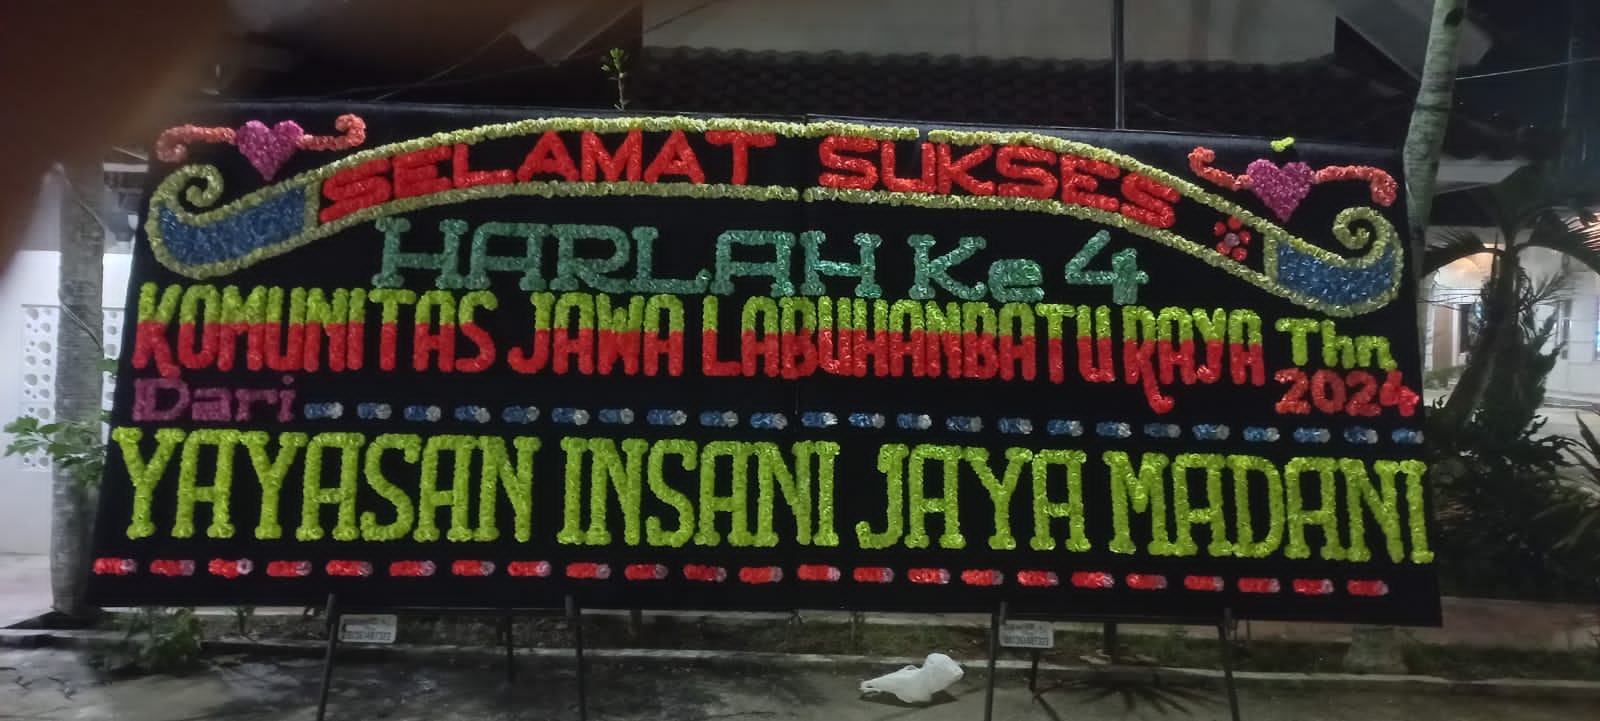 SELAMAT SUKSES
HARLAH Ke 4
KOMUNITAS JAWA LABUHANBATU RAYA Thn 2024
Dari
YAYASAN INSANI JAYA MADANI